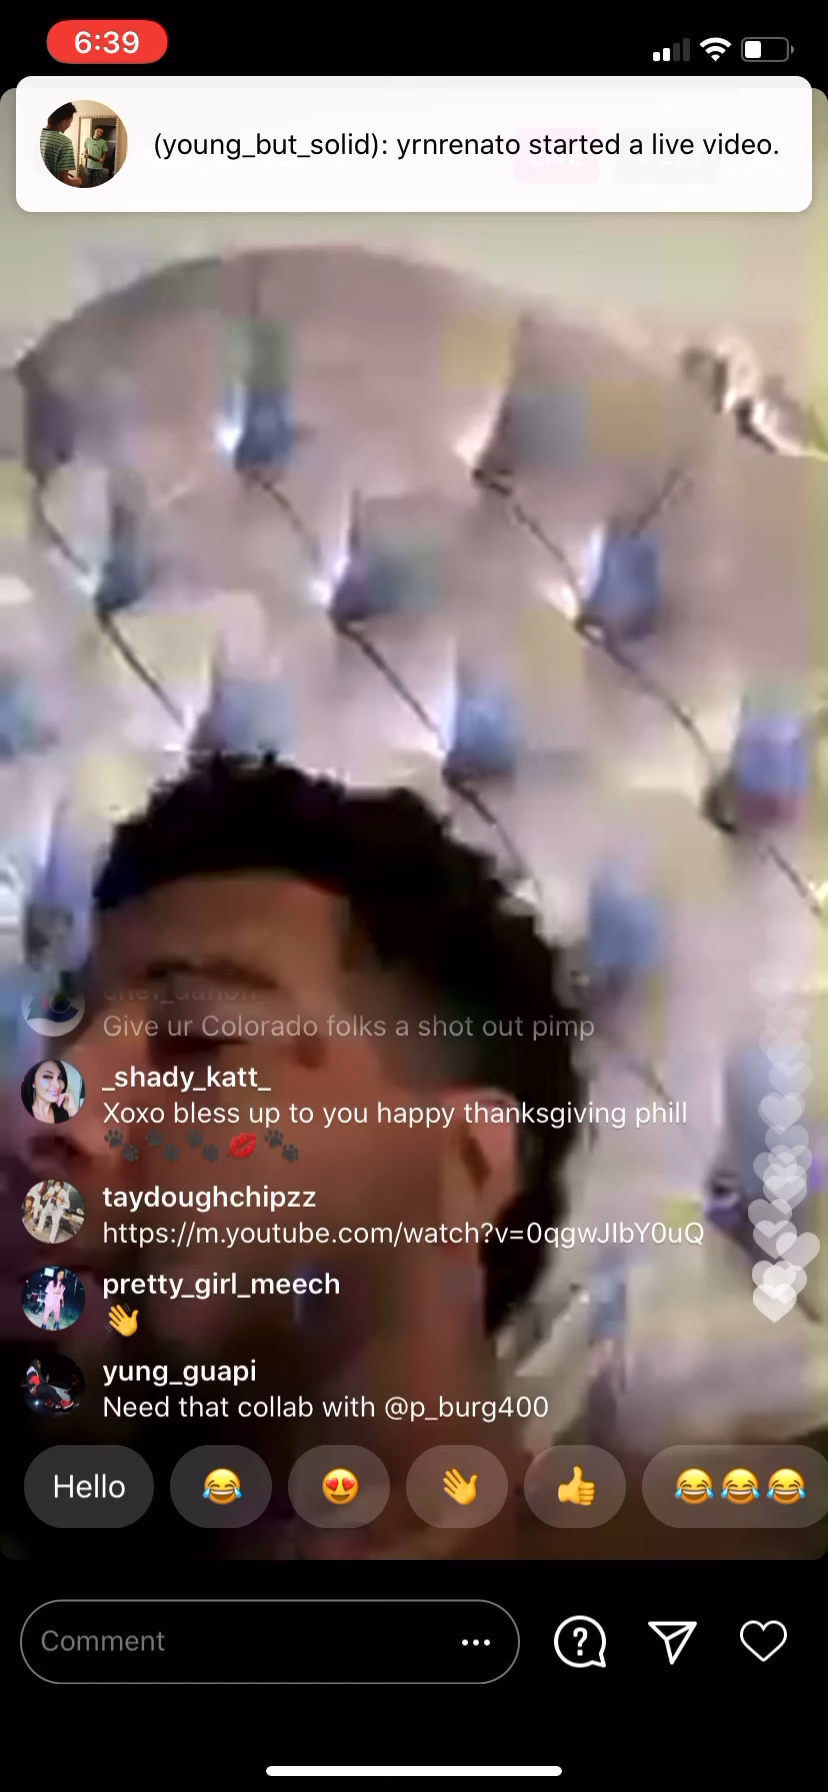 6:39
(young_but_solid): yrnrenato started a live video.
Give ur Colorado folks a shot out pimp
_shady_katt_
Xoxo bless up to you happy thanksgiving phill
🐾🐾🐾💋🐾
taydoughchipzz
https://m.youtube.com/watch?v=0qgwJIbY0uQ
pretty_girl_meech
👋
yung_guapi
Need that collab with @p_burg400
Hello 😂 😍 👋 👍 😂😂😂
Comment